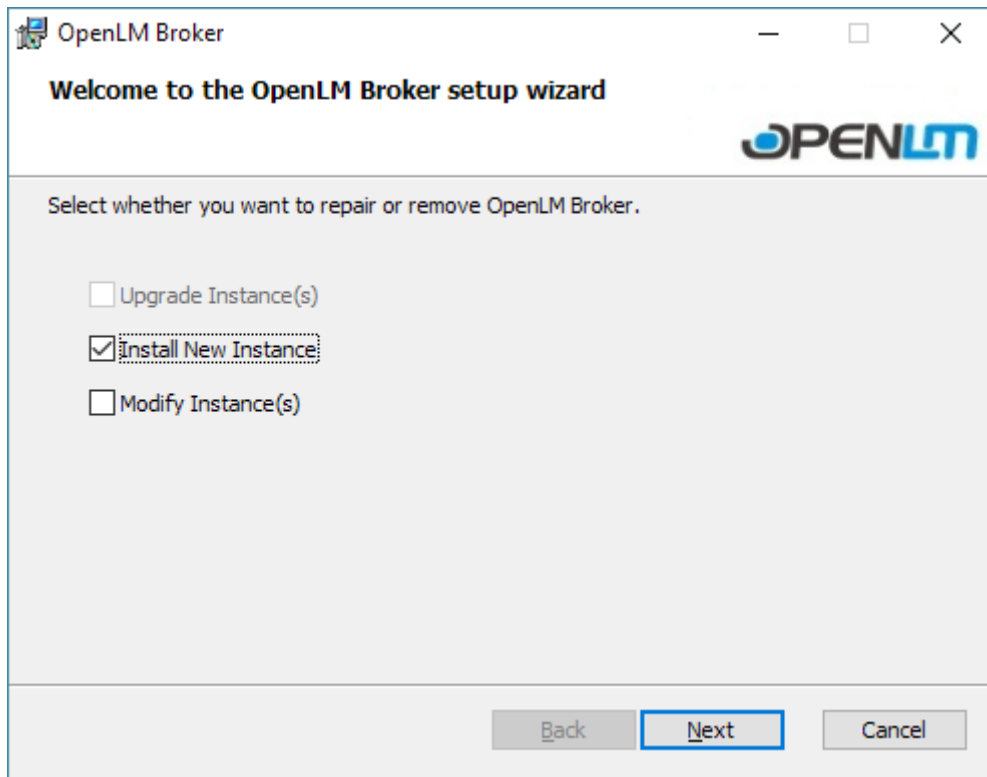 OpenLM Broker
Welcome to the OpenLM Broker setup wizard
OPENLM
Select whether you want to repair or remove OpenLM Broker.
Upgrade Instance(s)
Install New Instance
Modify Instance(s)
Back Next Cancel